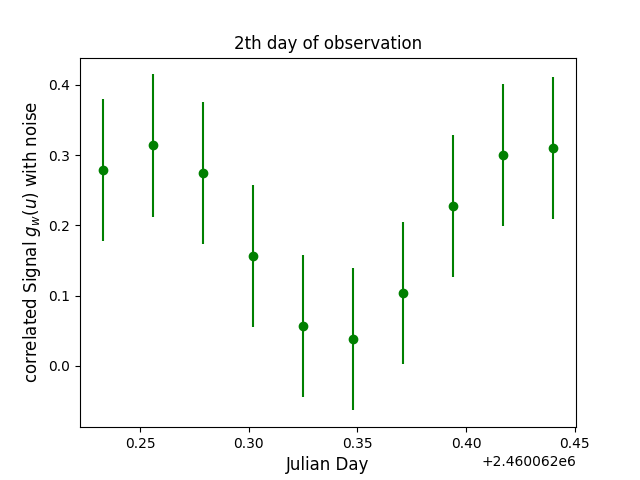 2th day of observation
correlated Signal g_w(u) with noise
0.4
0.3
0.2
0.1
0.0
0.25 0.30 0.35 0.40 0.45
Julian Day
+2.460062e6